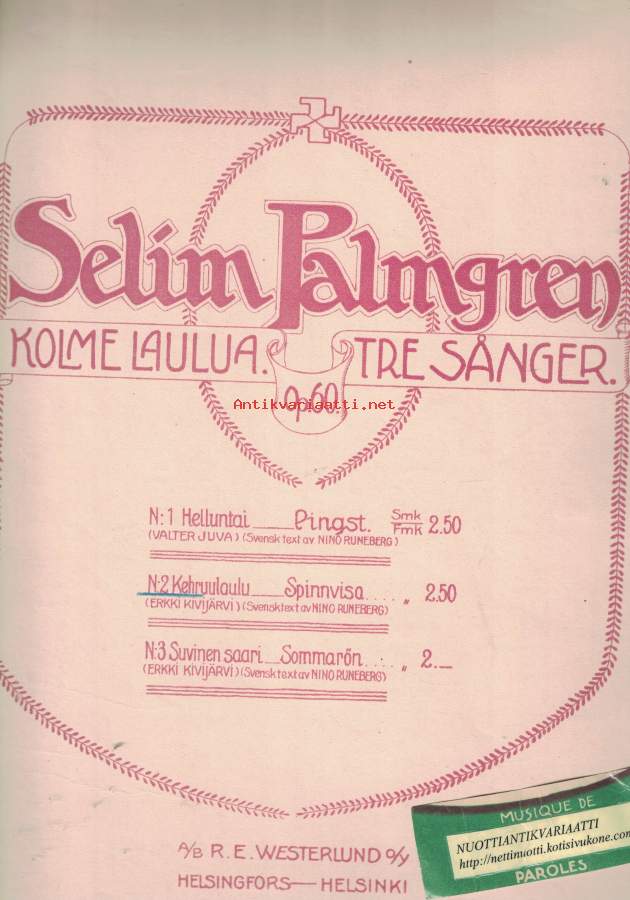 Selim Palmgren
KOLME LAULUA. TRE SÅNGER.
Op.60.
Antikvariaatti.net
N:1 Helluntai Pingst. Smk Fmk 2.50
(VALTER JUVA) (Svensk text av NINO RUNEBERG)
N:2 Kehruulaulu Spinnvisa.... „ 2.50
(ERKKI KIVIJÄRVI) (Svensk text av NINO RUNEBERG)
N:3 Suvinen saari Sommarön.... „ 2.—
(ERKKI KIVIJÄRVI) (Svensk text av NINO RUNEBERG)
A/B R. E. WESTERLUND O/Y
HELSINGFORS — HELSINKI
MUSIQUE DE
NUOTTIANTIKVARIAATTI
http://nettinuotti.kotisivukone.com
PAROLES